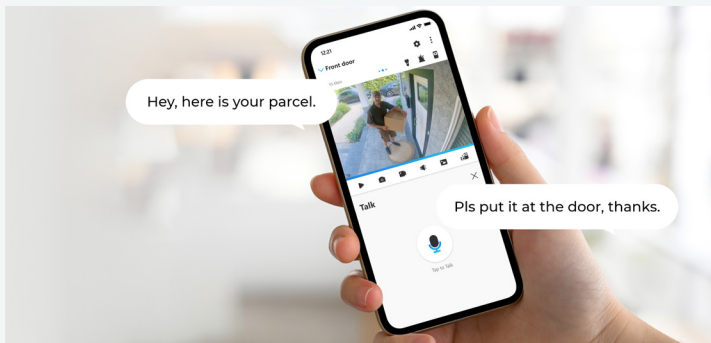 12:21
Front door
Hey, here is your parcel.
Talk
Pls put it at the door, thanks.
Tap to Talk